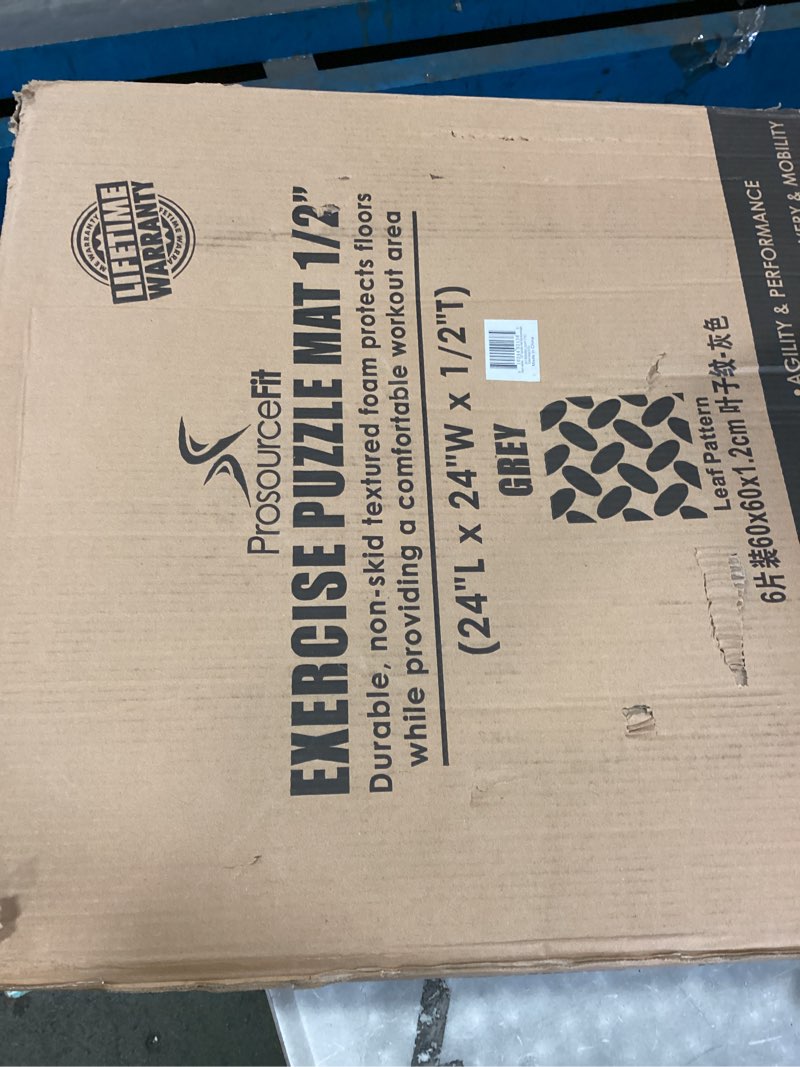 LIFETIME
WARRANTY
ProsourceFit
EXERCISE PUZZLE MAT 1/2"
Durable, non-skid textured foam protects floors
while providing a comfortable workout area
(24"L x 24"W x 1/2"T)
GREY
Leaf Pattern
6片装60x60x1.2cm 叶子纹-灰色
• AGILITY & PERFORMANCE
& MOBILITY